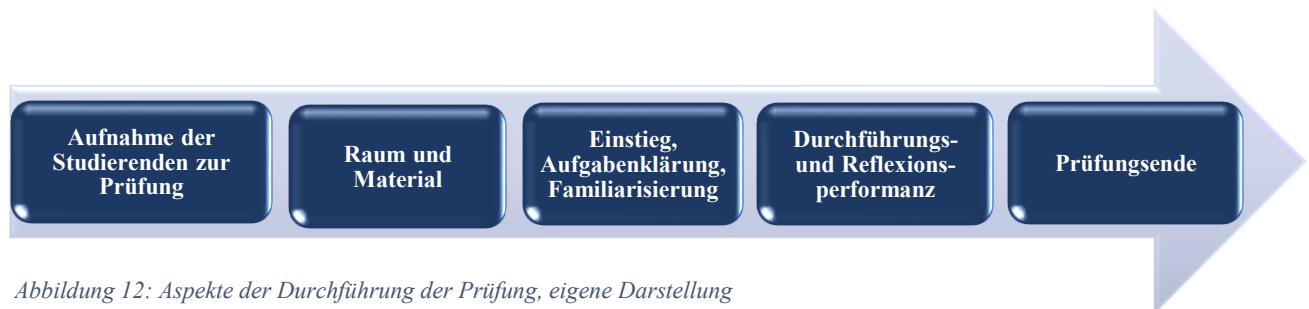 Aufnahme der
Studierenden zur
Prüfung
Raum und
Material
Einstieg,
Aufgabenklärung,
Familiarisierung
Durchführungs-
und Reflexions-
performanz
Prüfungsende
Abbildung 12: Aspekte der Durchführung der Prüfung, eigene Darstellung